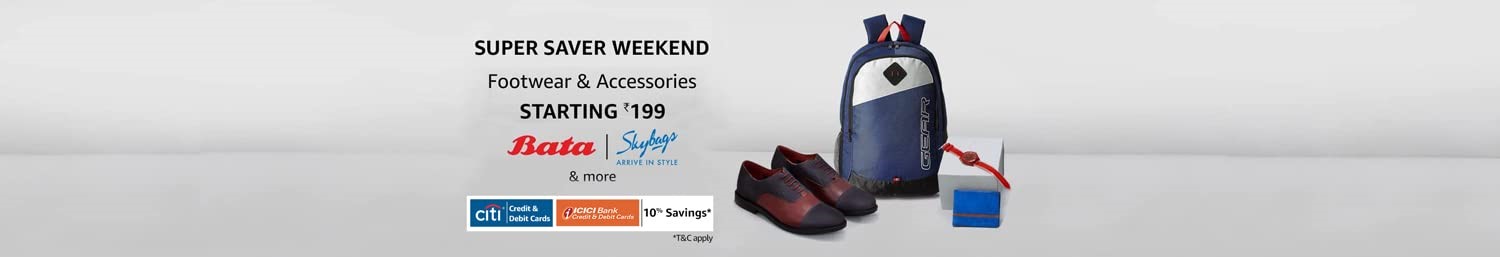 SUPER SAVER WEEKEND
Footwear & Accessories
STARTING ₹199
Bata | Skybags
ARRIVE IN STYLE
& more
citi Credit & Debit Cards
ICICI Bank Credit & Debit Cards
10% Savings*
*T&C apply
GEAR